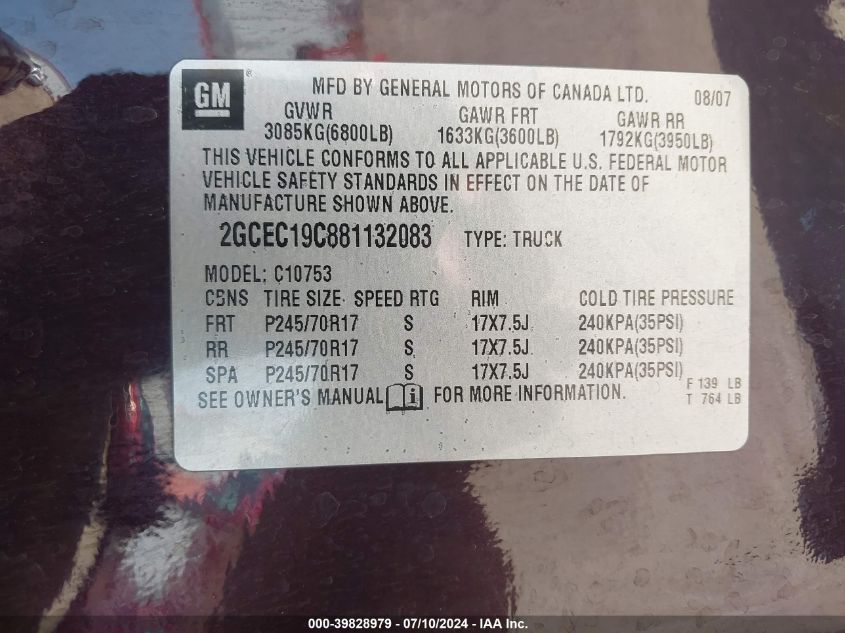 GM ®
MFD BY GENERAL MOTORS OF CANADA LTD. 08/07
GVWR GAWR FRT GAWR RR
3085KG(6800LB) 1633KG(3600LB) 1792KG(3950LB)
THIS VEHICLE CONFORMS TO ALL APPLICABLE U.S. FEDERAL MOTOR
VEHICLE SAFETY STANDARDS IN EFFECT ON THE DATE OF
MANUFACTURE SHOWN ABOVE.
2GCEC19C881132083 TYPE: TRUCK
MODEL: C10753
CBNS TIRE SIZE SPEED RTG RIM COLD TIRE PRESSURE
FRT P245/70R17 S 17X7.5J 240KPA(35PSI)
RR P245/70R17 S 17X7.5J 240KPA(35PSI)
SPA P245/70R17 S 17X7.5J 240KPA(35PSI)
F 139 LB
SEE OWNER'S MANUAL i FOR MORE INFORMATION. T 764 LB
000-39828979 / 07/10/2024 - IAA Inc.